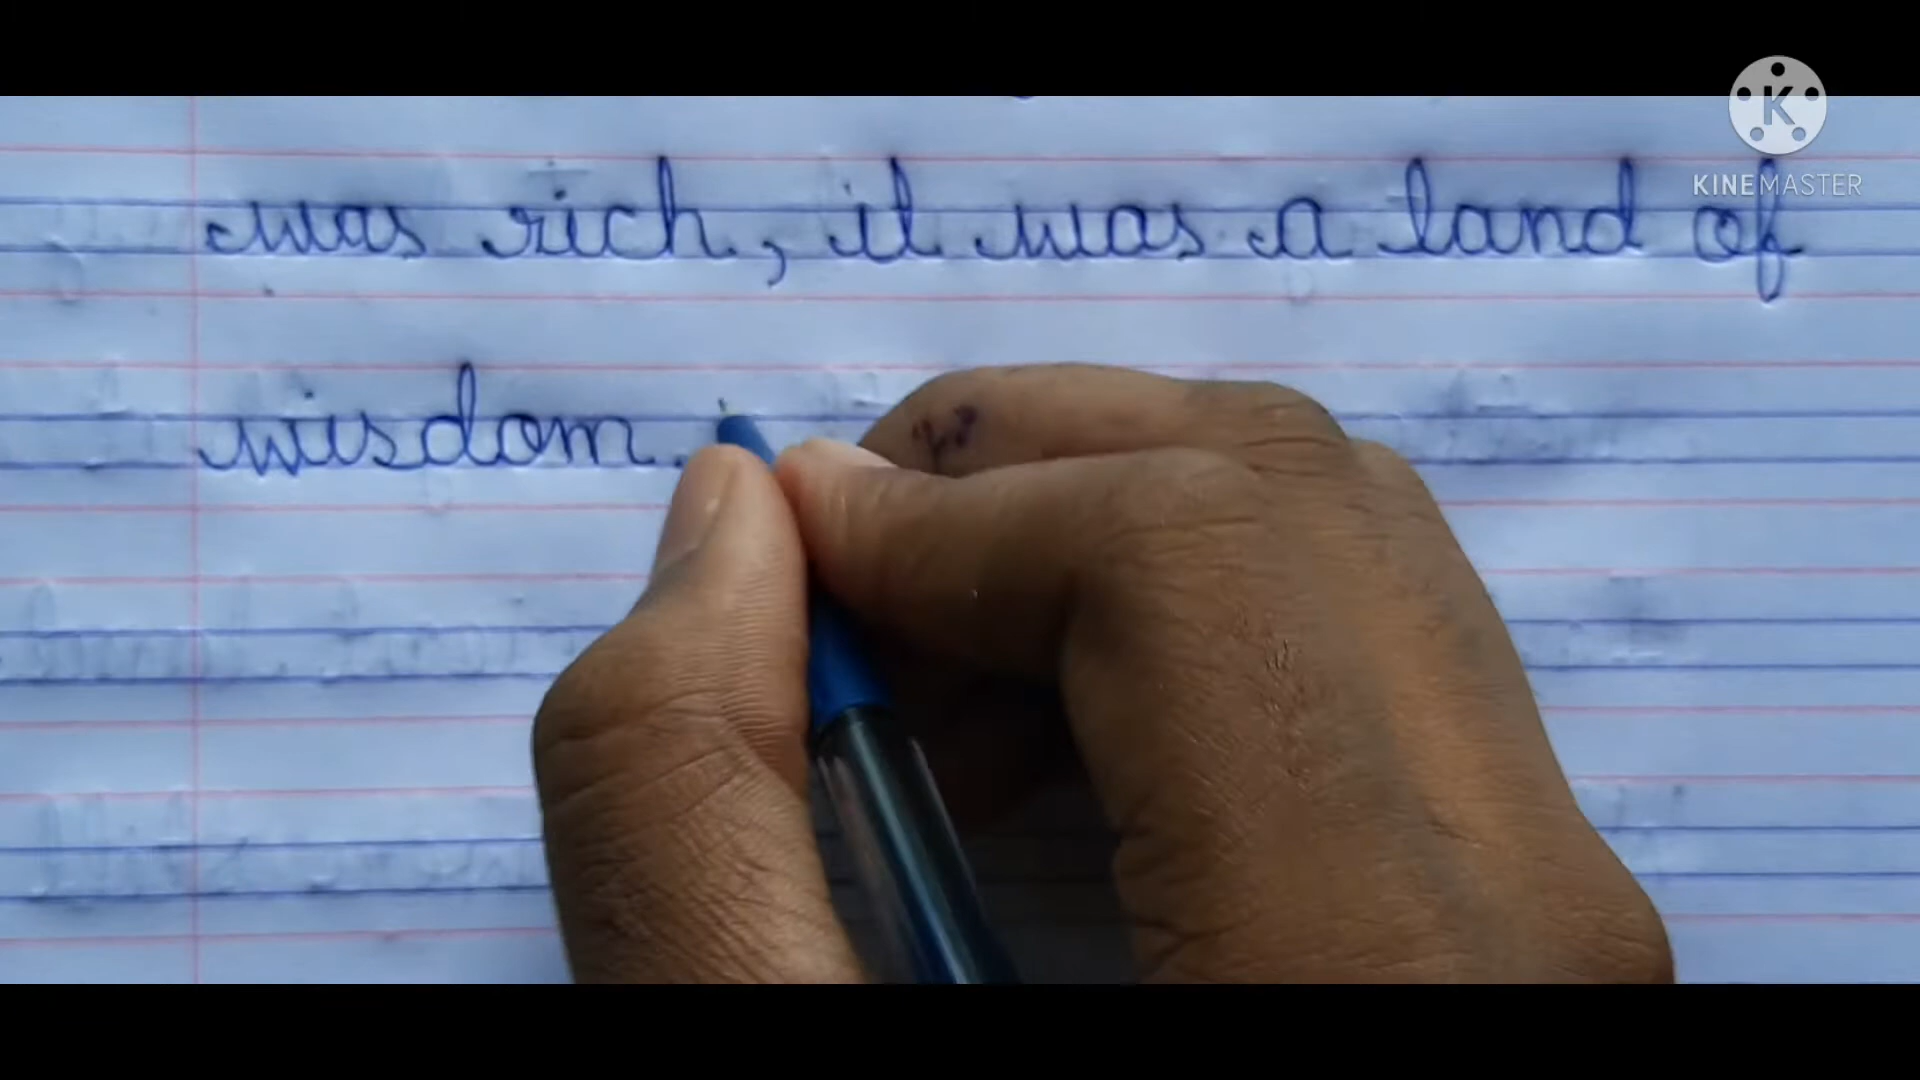 KINEMASTER
was rich, it was a land of
wisdom.